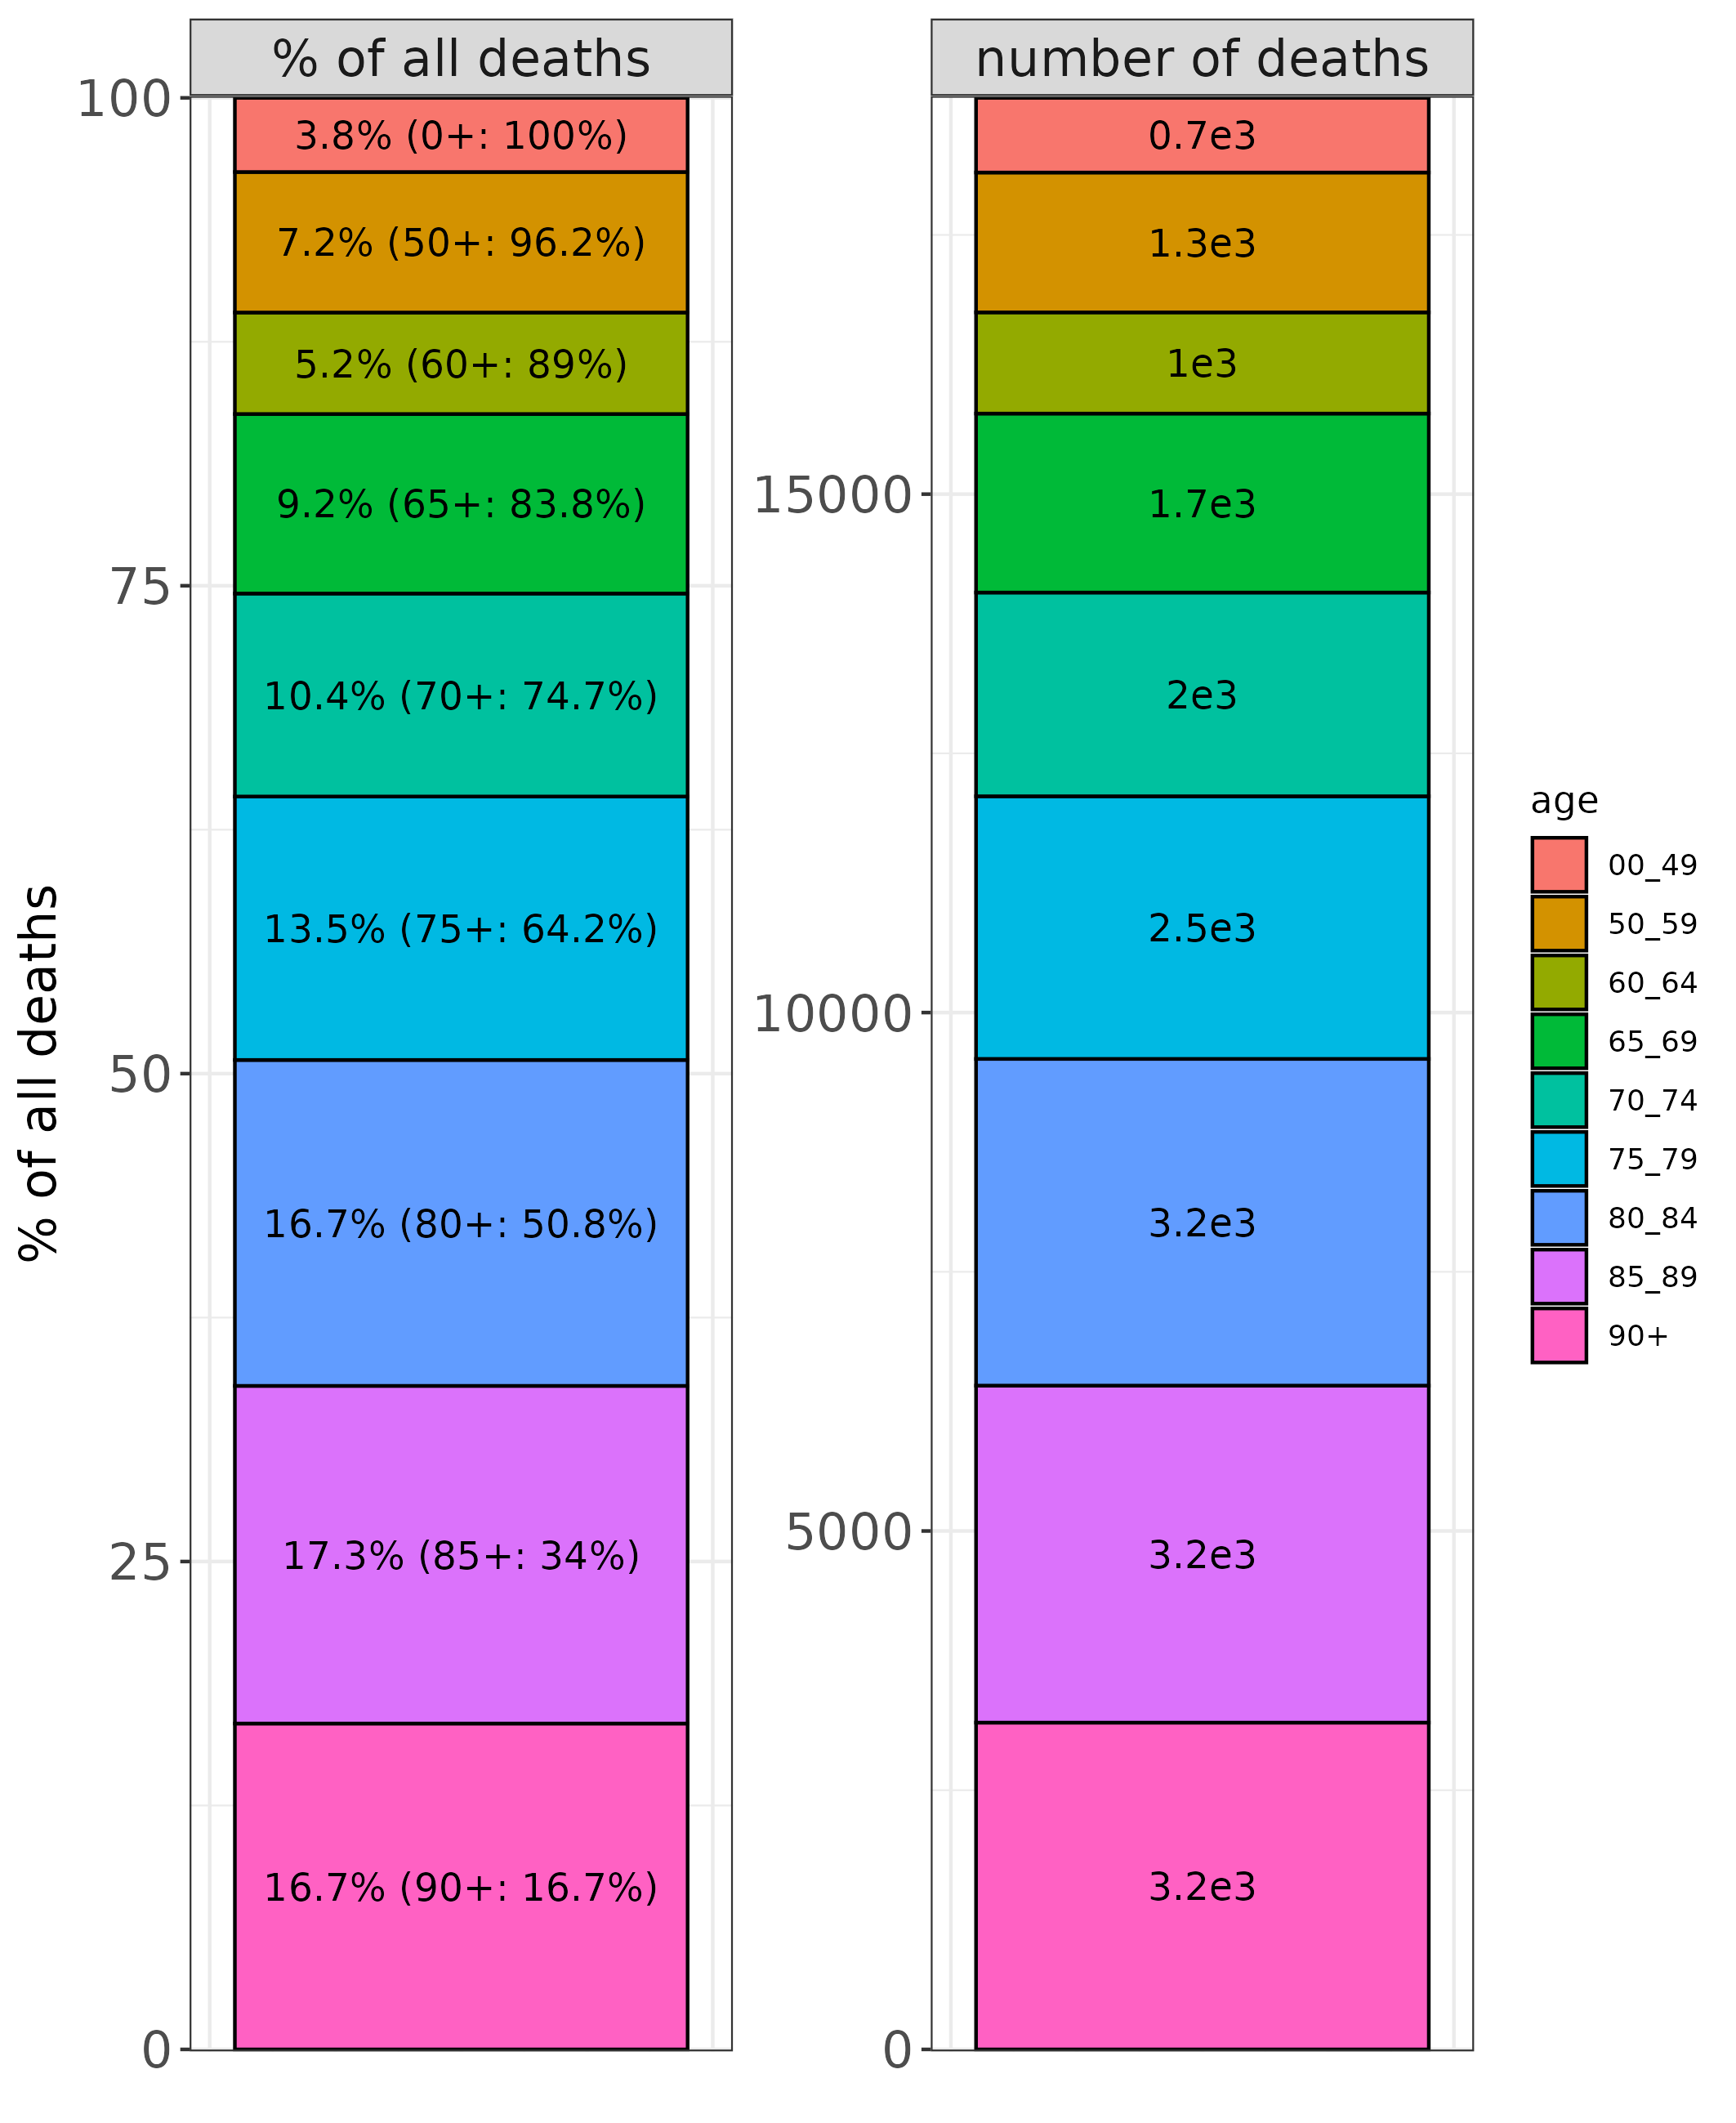 % of all deaths
number of deaths
100
75
50
25
0
% of all deaths
3.8% (0+: 100%)
7.2% (50+: 96.2%)
5.2% (60+: 89%)
9.2% (65+: 83.8%)
10.4% (70+: 74.7%)
13.5% (75+: 64.2%)
16.7% (80+: 50.8%)
17.3% (85+: 34%)
16.7% (90+: 16.7%)
15000
10000
5000
0
0.7e3
1.3e3
1e3
1.7e3
2e3
2.5e3
3.2e3
3.2e3
3.2e3
age
00_49
50_59
60_64
65_69
70_74
75_79
80_84
85_89
90+